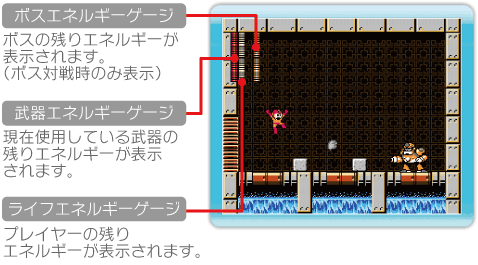 ボスエネルギーゲージ
ボスの残りエネルギーが
表示されます。
（ボス対戦時のみ表示）
武器エネルギーゲージ
現在使用している武器の
残りエネルギーが表示
されます。
ライフエネルギーゲージ
プレイヤーの残り
エネルギーが表示されます。